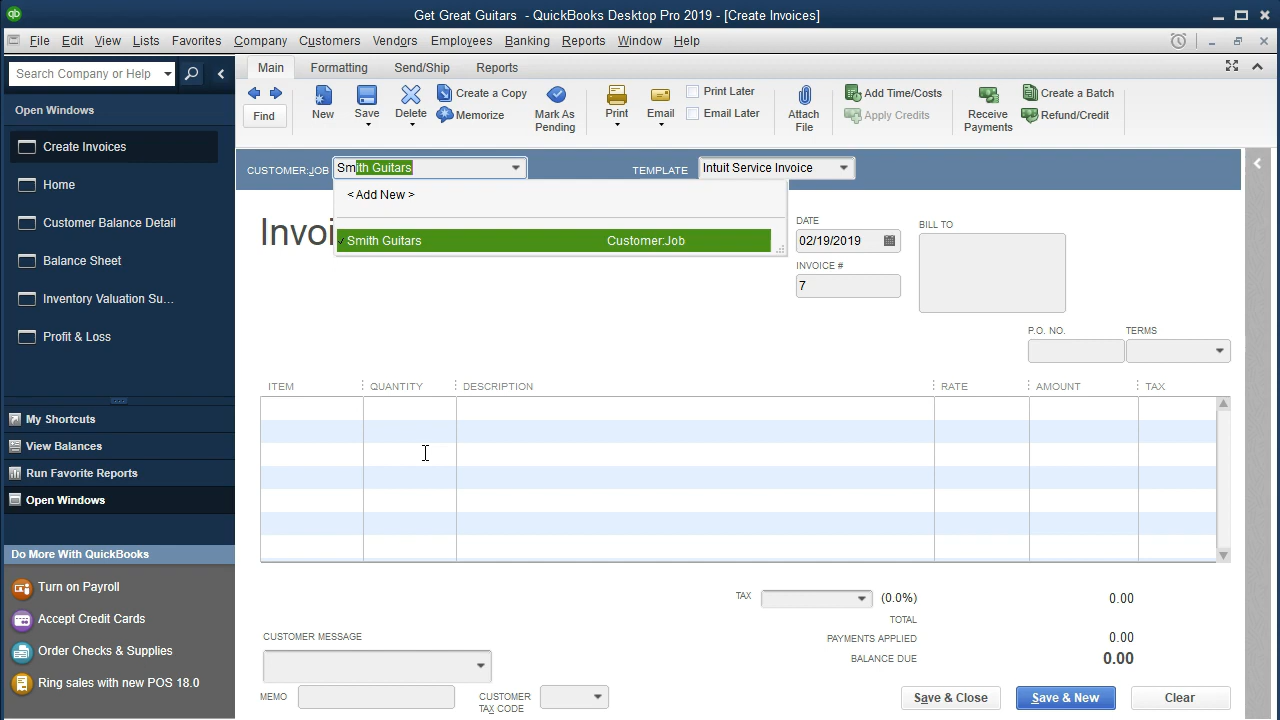 Get Great Guitars - QuickBooks Desktop Pro 2019 - [Create Invoices]
File Edit View Lists Favorites Company Customers Vendors Employees Banking Reports Window Help
Search Company or Help
Main Formatting Send/Ship Reports
Find
New
Save
Delete
Create a Copy
Memorize
Mark As
Pending
Print
Email
Print Later
Email Later
Attach
File
Add Time/Costs
Apply Credits
Receive
Payments
Create a Batch
Refund/Credit
Open Windows
Create Invoices
Home
Customer Balance Detail
Balance Sheet
Inventory Valuation Su...
Profit & Loss
My Shortcuts
View Balances
Run Favorite Reports
Open Windows
Do More With QuickBooks
Turn on Payroll
Accept Credit Cards
Order Checks & Supplies
Ring sales with new POS 18.0
CUSTOMER:JOB Smith Guitars TEMPLATE Intuit Service Invoice
< Add New >
Smith Guitars Customer:Job
Invoi
DATE
02/19/2019
INVOICE #
7
BILL TO
P.O. NO. TERMS
ITEM QUANTITY DESCRIPTION RATE AMOUNT TAX
TAX (0.0%) 0.00
TOTAL
PAYMENTS APPLIED 0.00
BALANCE DUE 0.00
CUSTOMER MESSAGE
MEMO
CUSTOMER
TAX CODE
Save & Close Save & New Clear